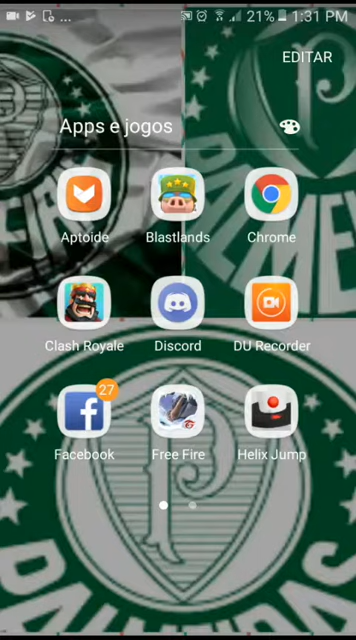 ... 21% 1:31 PM
EDITAR
Apps e jogos
Aptoide Blastlands Chrome
Clash Royale Discord DU Recorder
27
Facebook Free Fire Helix Jump
P
P
PALMEIRAS